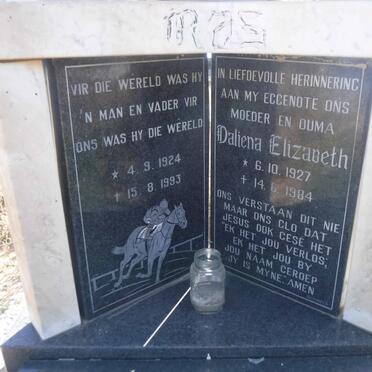 VIR DIE WERELD WAS HY
'N MAN EN VADER VIR
ONS WAS HY DIE WERELD
* 4. 9. 1924
† 15. 8. 1993
IN LIEFDEVOLLE HERINNERING
AAN MY EGGENOTE ONS
MOEDER EN OUMA
Daliena Elizabeth
* 6. 10. 1927
† 14. 6. 1984
ONS VERSTAAN DIT NIE
MAAR ONS GLO DAT
JESUS OOK GESE HET
"EK HET JOU VERLOS,
EK HET JOU BY
JOU NAAM GEROEP
JY IS MYNE." AMEN